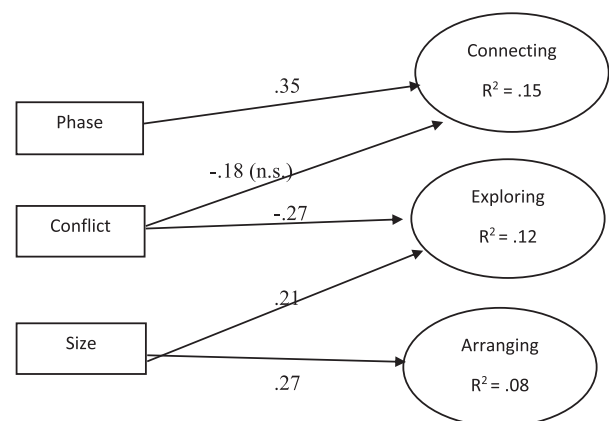 Connecting
R² = .15
.35
Phase
-.18 (n.s.)
Conflict
-.27
Exploring
R² = .12
.21
Size
.27
Arranging
R² = .08